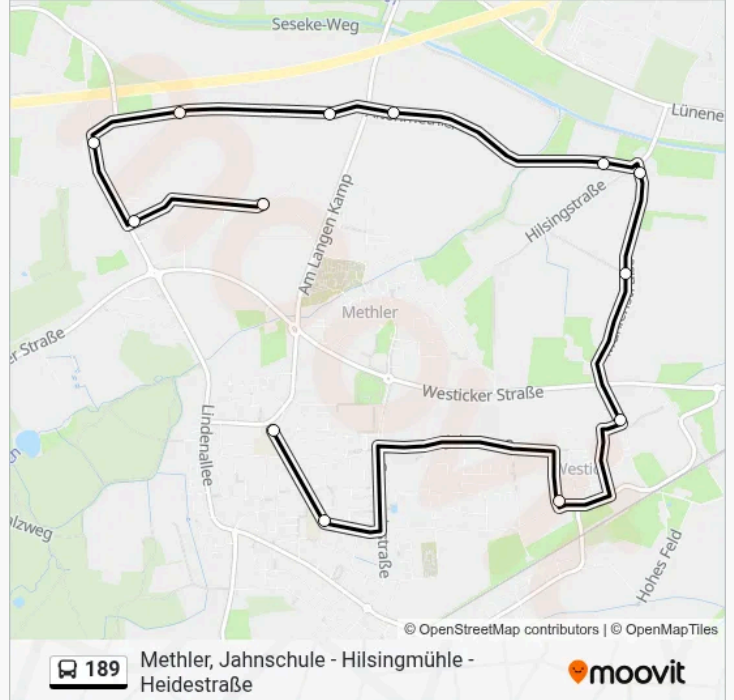 Seseke-Weg
Lünene
Hilsingstraße
Am Langen Kamp
Methler
er Straße
Westicker Straße
Lindenallee
Westic
alzweg
straße
Hohes Feld
© OpenStreetMap contributors | © OpenMapTiles
189
Methler, Jahnschule - Hilsingmühle -
Heidestraße
moovit